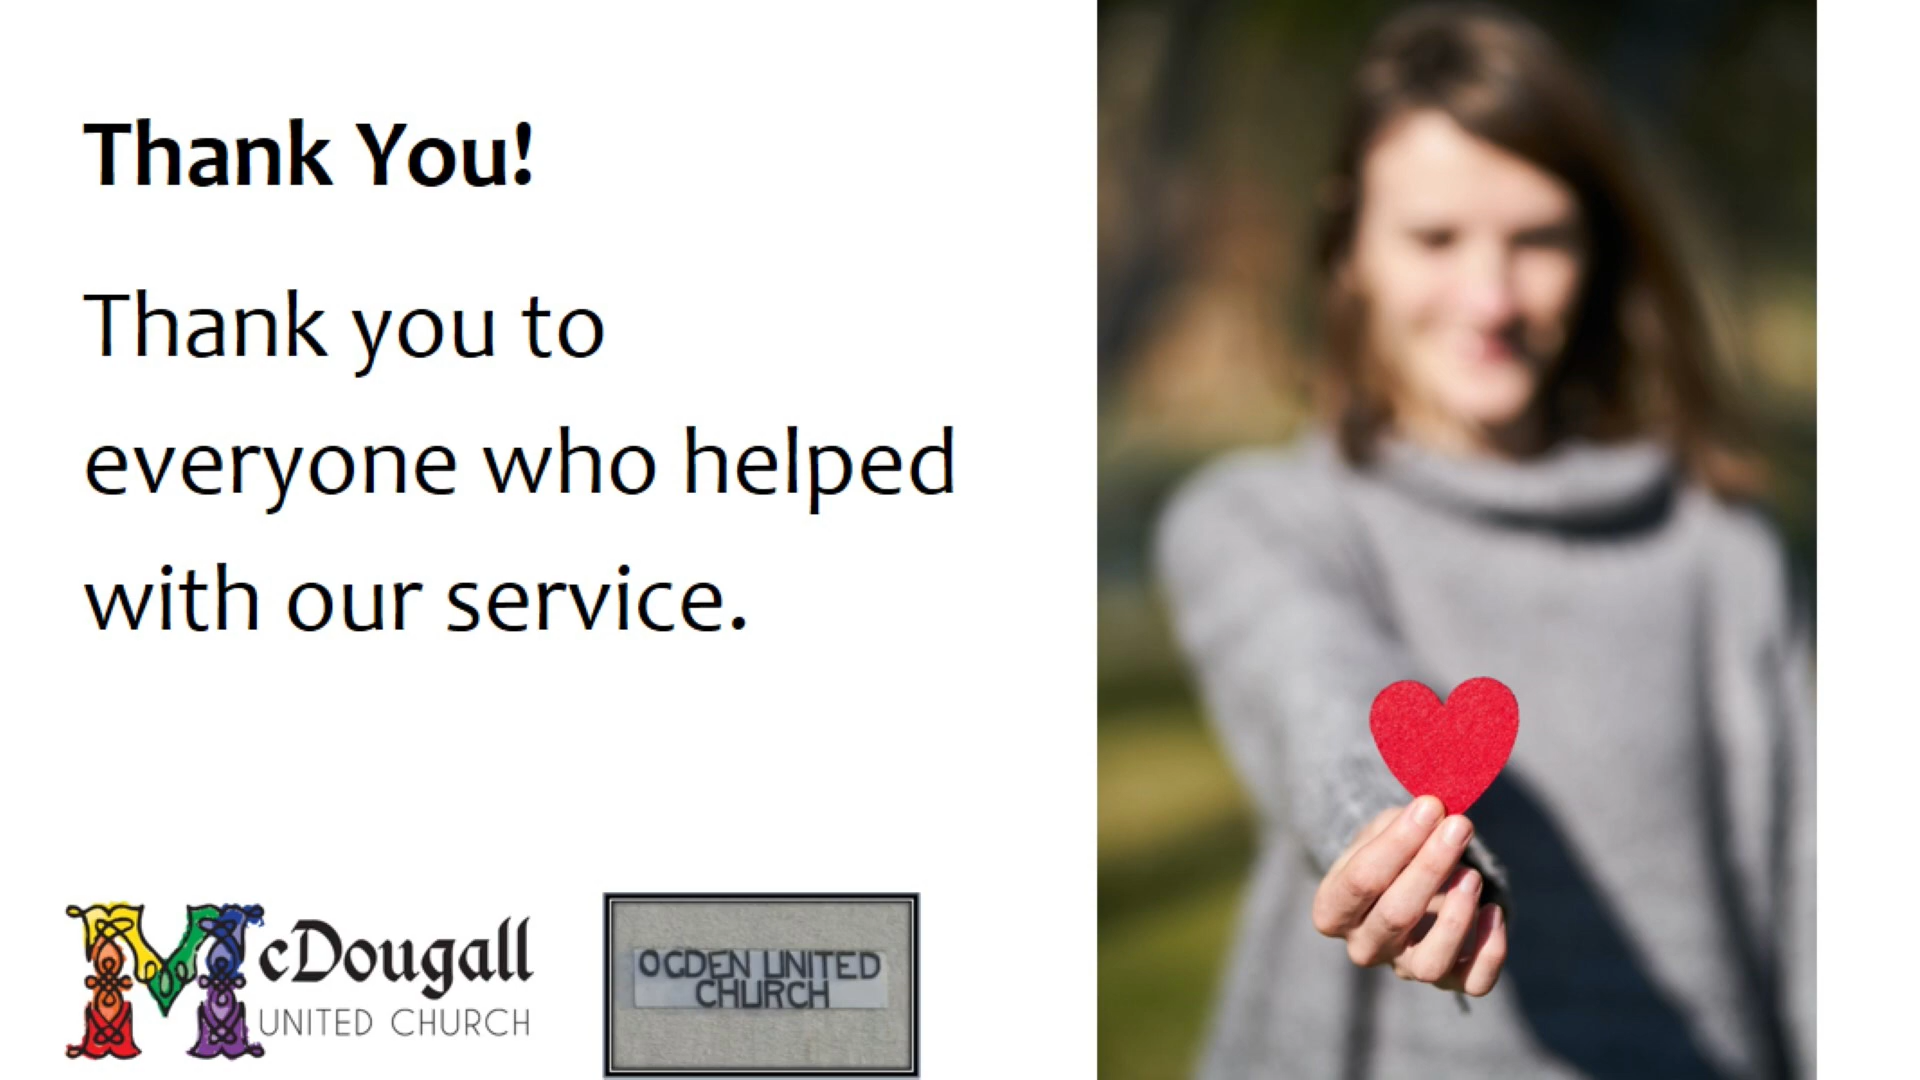 Thank You!
Thank you to
everyone who helped
with our service.
McDougall
UNITED CHURCH
OGDEN UNITED
CHURCH